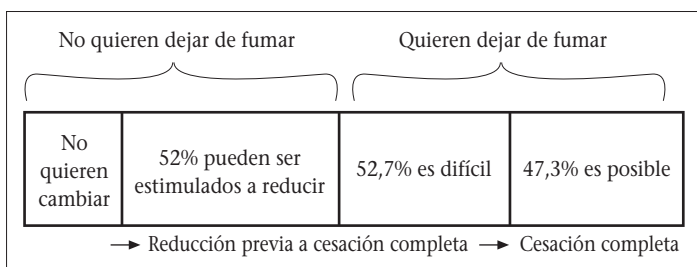 No quieren dejar de fumar
Quieren dejar de fumar
No
quieren
cambiar
52% pueden ser
estimulados a reducir
52,7% es difícil
47,3% es posible
→ Reducción previa a cesación completa → Cesación completa